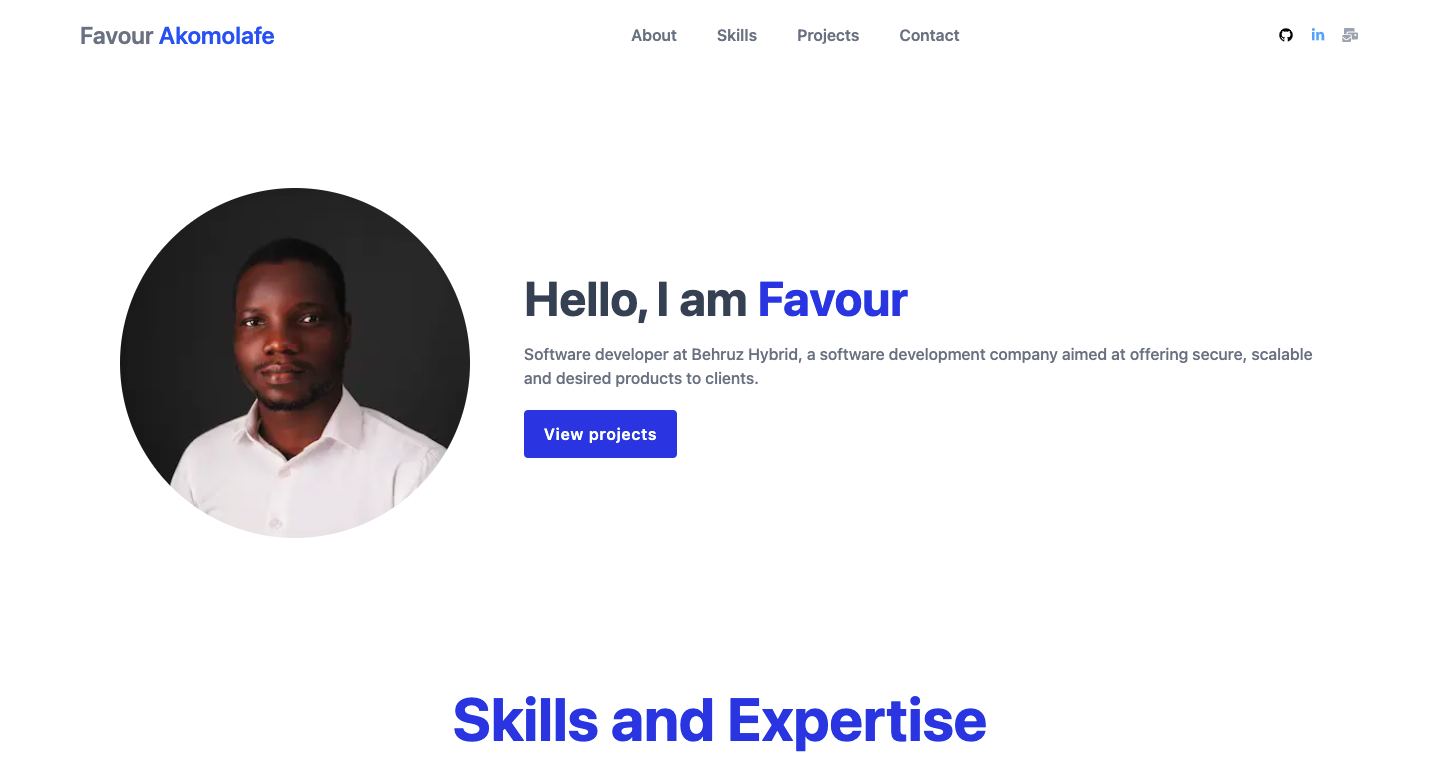 Favour Akomolafe
About
Skills
Projects
Contact
in
Hello, I am Favour
Software developer at Behruz Hybrid, a software development company aimed at offering secure, scalable
and desired products to clients.
View projects
Skills and Expertise